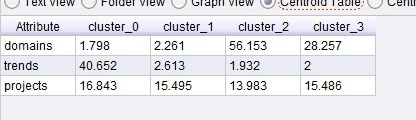 Text View Folder View Graph View Centroid Table
Attribute cluster_0 cluster_1 cluster_2 cluster_3
domains 1.798 2.261 56.153 28.257
trends 40.652 2.613 1.932 2
projects 16.843 15.495 13.983 15.486